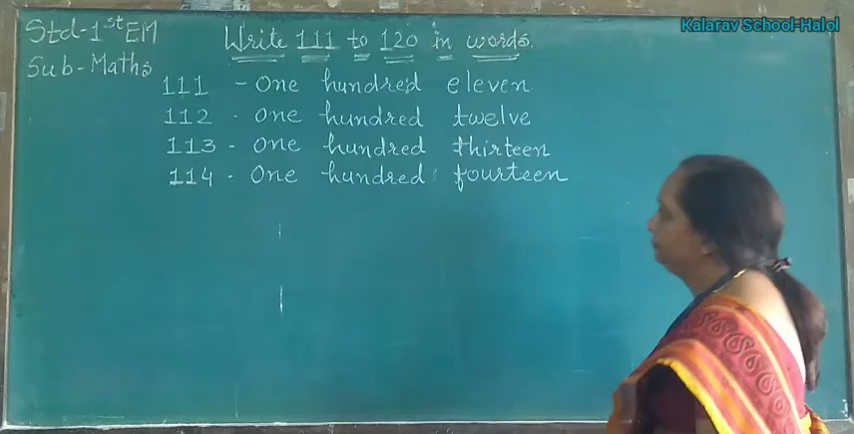 Kalarav School-Halol
Std-1st EM
Sub-Maths
Write 111 to 120 in words.
111 - One hundred eleven
112 - One hundred twelve
113 - One hundred thirteen
114 - One hundred fourteen